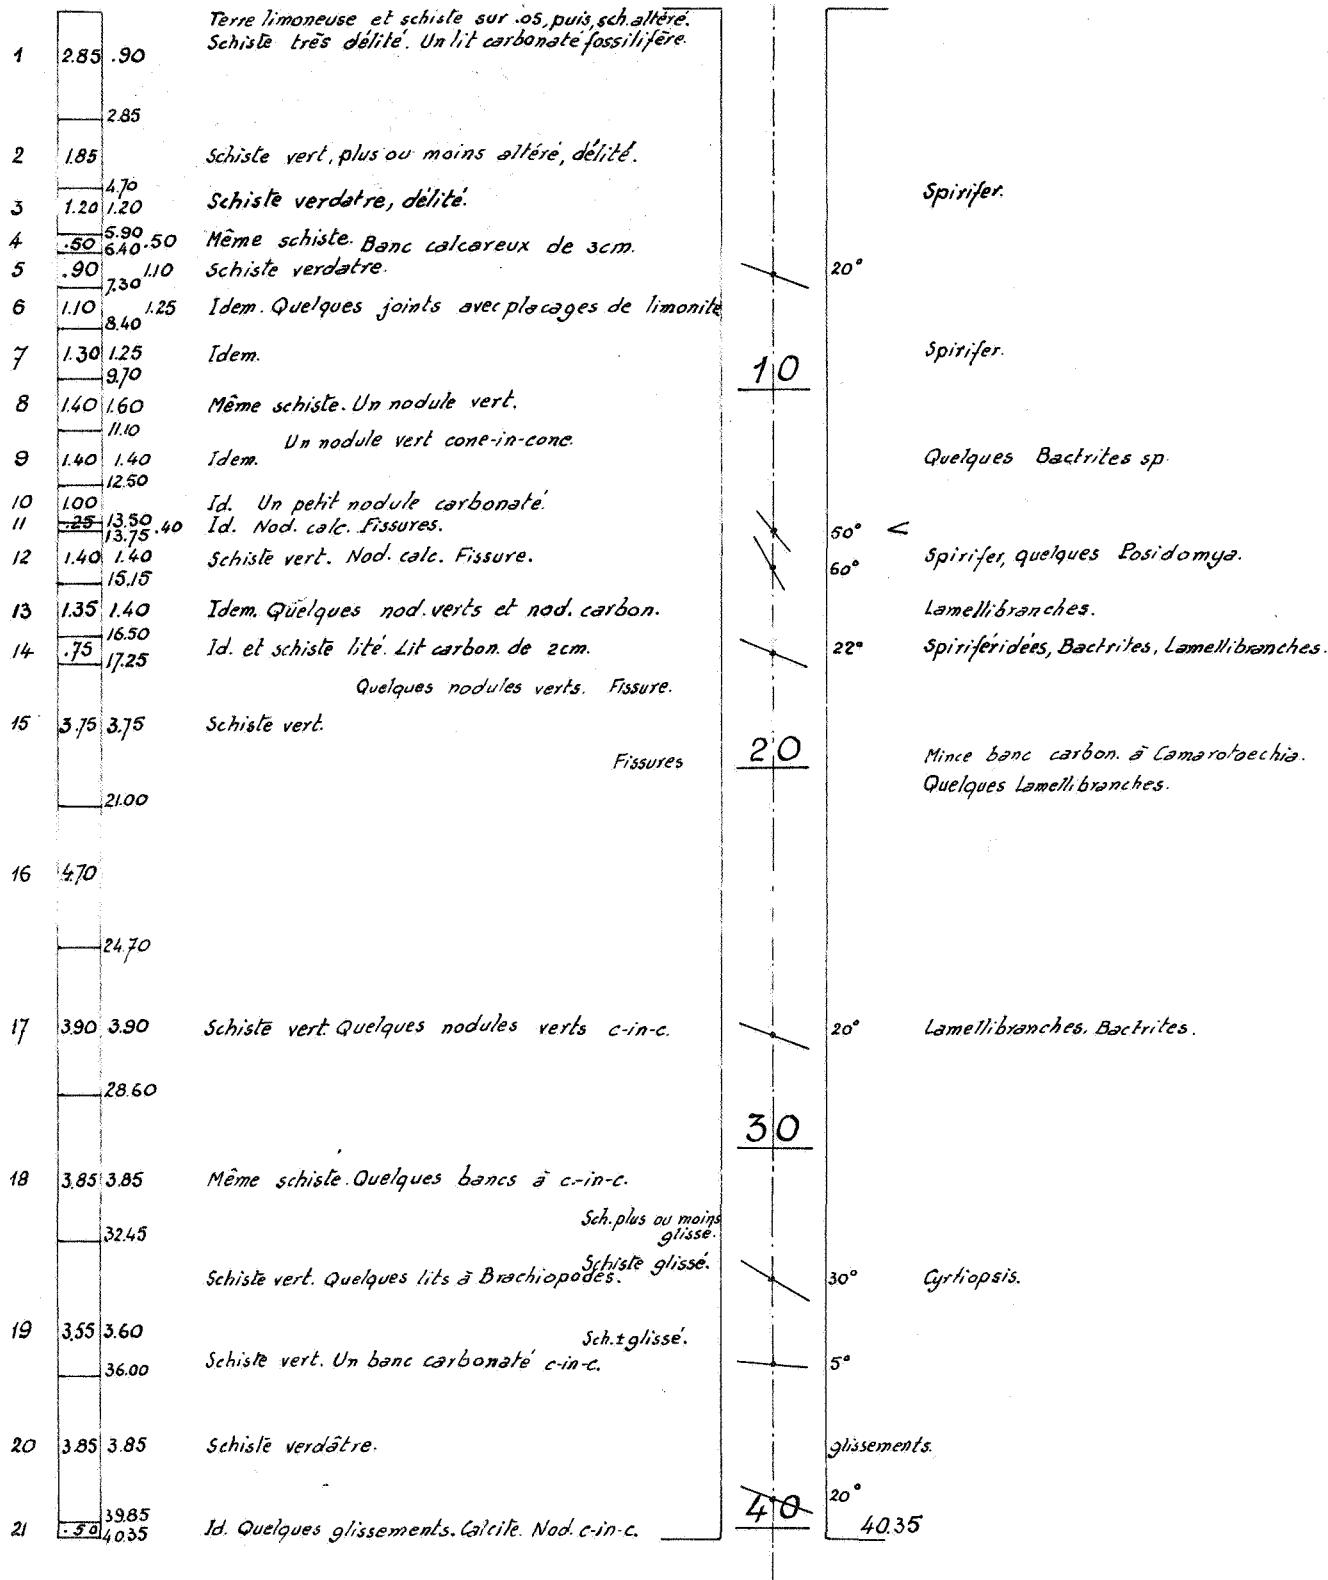 Terre limoneuse et schiste sur .05, puis, sch. altéré.
1 2.85 .90 Schiste très délité. Un lit carbonaté fossilifère.
2.85
2 1.85 Schiste vert, plus ou moins altéré, délité.
4.70
3 1.20 1.20 Schiste verdatre, délité. Spirifer.
5.90
4 .50 .50 Même schiste. Banc calcareux de 3cm.
6.40
5 .90 1.10 Schiste verdatre. 20°
7.30
6 1.10 1.25 Idem. Quelques joints avec placages de limonite
8.40
7 1.30 1.25 Idem. Spirifer.
10
9.70
8 1.40 1.60 Même schiste. Un nodule vert.
11.10
Un nodule vert cone-in-cone.
9 1.40 1.40 Idem. Quelques Bactrites sp.
12.50
10 1.00 Id. Un petit nodule carbonaté.
13.50
11 .25 .40 Id. Nod. calc. Fissures. 50° <
13.75
12 1.40 1.40 Schiste vert. Nod. calc. Fissure. 60° Spirifer, quelques Posidomya.
15.15
13 1.35 1.40 Idem. Quelques nod. verts et nod. carbon. Lamellibranches.
16.50
14 .75 Id. et schiste lité. Lit carbon. de 2cm. 22° Spiriféridées, Bactrites, Lamellibranches.
17.25
Quelques nodules verts. Fissure.
15 3.75 3.75 Schiste vert.
Fissures 20 Mince banc carbon. à Camarotoechia.
Quelques Lamellibranches.
21.00
16 4.70
24.70
17 3.90 3.90 Schiste vert. Quelques nodules verts c-in-c. 20° Lamellibranches. Bactrites.
28.60
30
18 3.85 3.85 Même schiste. Quelques bancs à c.-in-c.
Sch. plus ou moins
glissé.
32.45
Schiste glissé.
Schiste vert. Quelques lits à Brachiopodes. 30° Cyrtiopsis.
19 3.55 3.60 Sch. ± glissé.
Schiste vert. Un banc carbonaté c-in-c. 5°
36.00
20 3.85 3.85 Schiste verdâtre. glissements.
20°
40
39.85
21 .50 Id. Quelques glissements. Calcite. Nod. c-in-c. 40.35
40.35